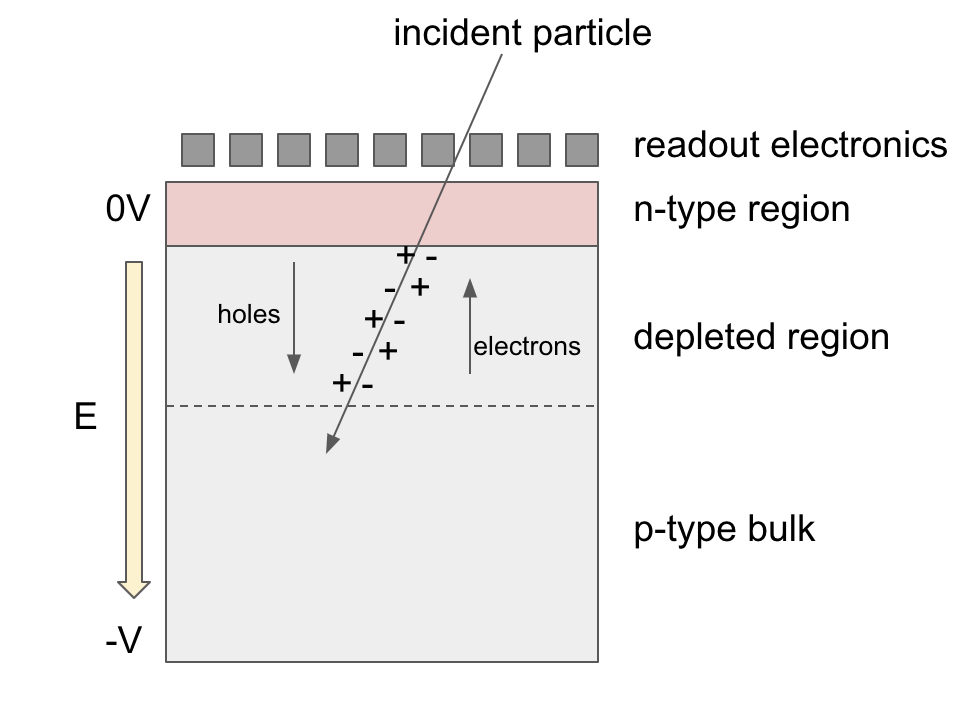 incident particle
readout electronics
0V
n-type region
+ -
- +
holes
+ -
depleted region
- +
electrons
+ -
E
p-type bulk
-V